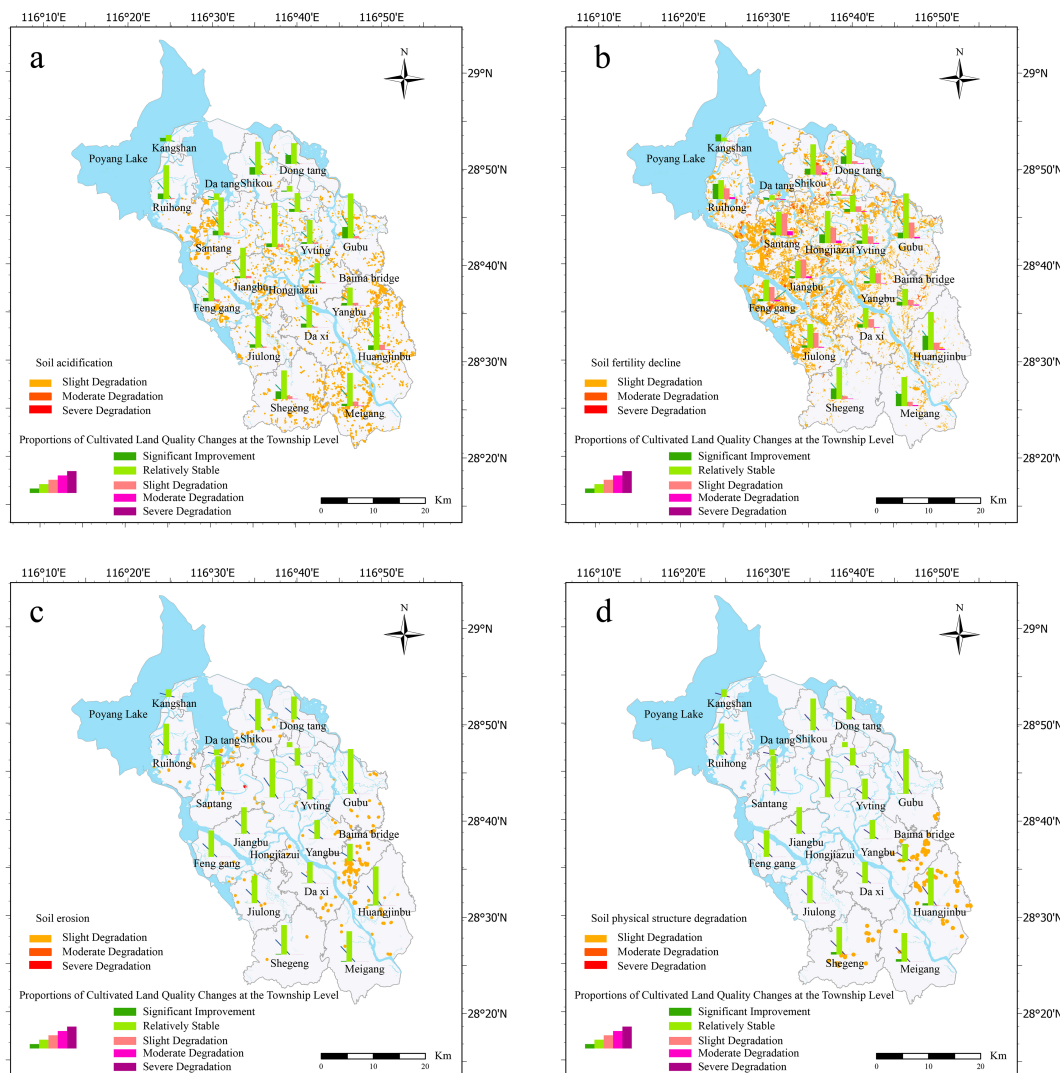 116°10'E 116°20'E 116°30'E 116°40'E 116°50'E
a
N
29°N
Kangshan
Poyang Lake
Dong tang
28°50'N
Da tang
Shikou
Ruihong
Santang
Yvting
Gubu
28°40'N
Baima bridge
Jiangbu
Hongjiazui
Feng gang
Yangbu
Da xi
Jiulong
Huangjinbu
28°30'N
Soil acidification
Slight Degradation
Moderate Degradation
Severe Degradation
Shegeng
Meigang
Proportions of Cultivated Land Quality Changes at the Township Level
Significant Improvement
28°20'N
Relatively Stable
Slight Degradation
Moderate Degradation
Severe Degradation
Km
0 10 20
116°10'E 116°20'E 116°30'E 116°40'E 116°50'E
b
N
29°N
Kangshan
Poyang Lake
Dong tang
28°50'N
Da tang
Shikou
Ruihong
Santang
Hongjiazui
Yvting
Gubu
28°40'N
Baima bridge
Jiangbu
Feng gang
Yangbu
Da xi
Jiulong
Huangjinbu
28°30'N
Soil fertility decline
Slight Degradation
Moderate Degradation
Severe Degradation
Shegeng
Meigang
Proportions of Cultivated Land Quality Changes at the Township Level
Significant Improvement
28°20'N
Relatively Stable
Slight Degradation
Moderate Degradation
Severe Degradation
Km
0 10 20
116°10'E 116°20'E 116°30'E 116°40'E 116°50'E
c
N
29°N
Kangshan
Poyang Lake
Dong tang
28°50'N
Da tang
Shikou
Ruihong
Santang
Yvting
Gubu
28°40'N
Baima bridge
Jiangbu
Hongjiazui
Yangbu
Feng gang
Da xi
Jiulong
Huangjinbu
28°30'N
Soil erosion
Slight Degradation
Moderate Degradation
Severe Degradation
Shegeng
Meigang
Proportions of Cultivated Land Quality Changes at the Township Level
Significant Improvement
28°20'N
Relatively Stable
Slight Degradation
Moderate Degradation
Severe Degradation
Km
0 10 20
116°10'E 116°20'E 116°30'E 116°40'E 116°50'E
d
N
29°N
Kangshan
Poyang Lake
Dong tang
28°50'N
Da tang
Shikou
Ruihong
Santang
Yvting
Gubu
28°40'N
Baima bridge
Jiangbu
Hongjiazui
Yangbu
Feng gang
Da xi
Jiulong
Huangjinbu
28°30'N
Soil physical structure degradation
Slight Degradation
Moderate Degradation
Severe Degradation
Shegeng
Meigang
Proportions of Cultivated Land Quality Changes at the Township Level
Significant Improvement
28°20'N
Relatively Stable
Slight Degradation
Moderate Degradation
Severe Degradation
Km
0 10 20